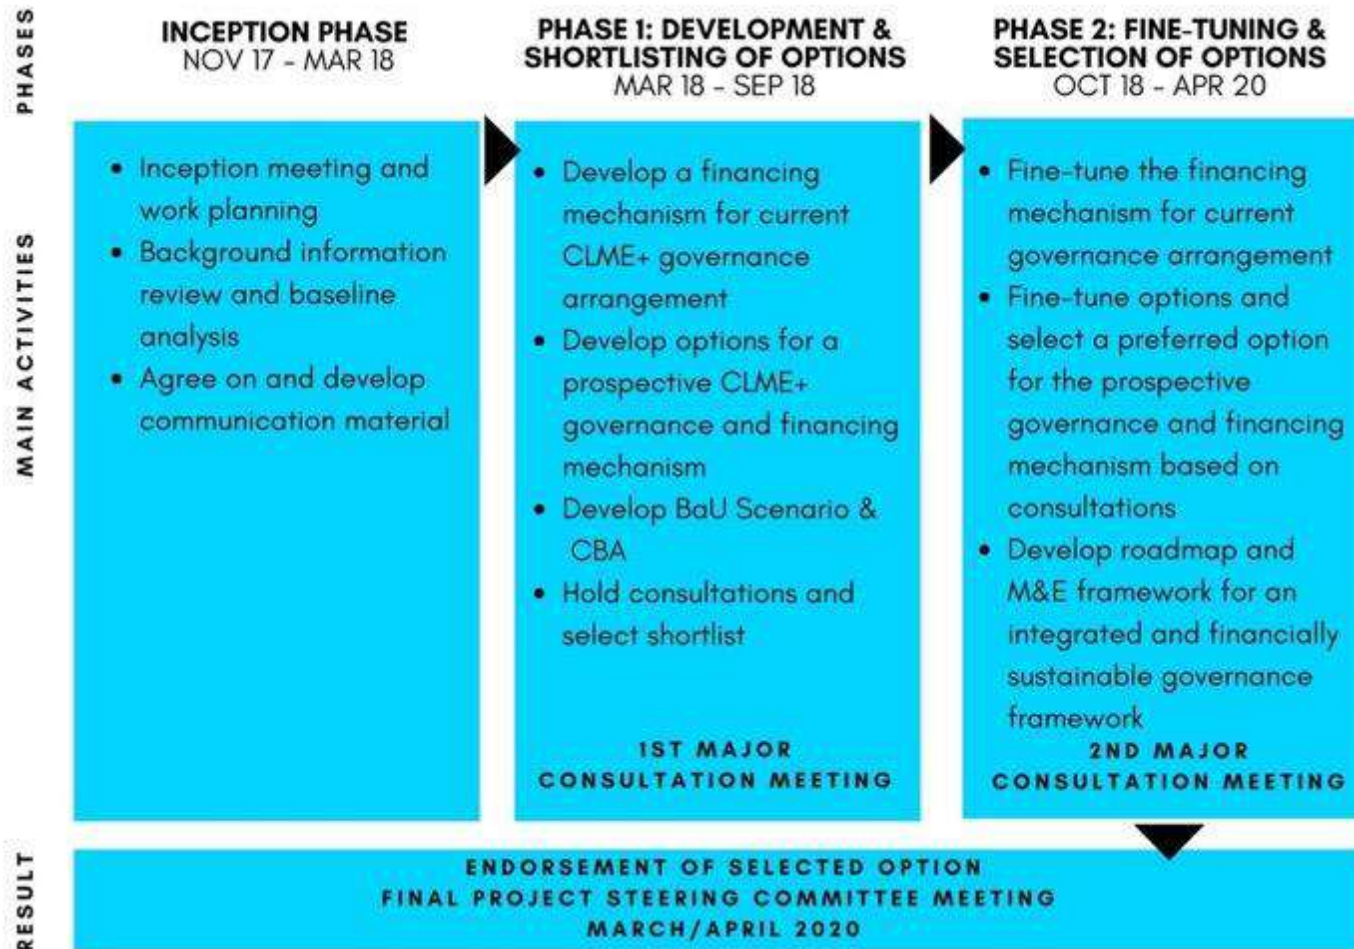 PHASES
INCEPTION PHASE
NOV 17 - MAR 18
PHASE 1: DEVELOPMENT &
SHORTLISTING OF OPTIONS
MAR 18 - SEP 18
PHASE 2: FINE-TUNING &
SELECTION OF OPTIONS
OCT 18 - APR 20
MAIN ACTIVITIES
• Inception meeting and
work planning
• Background information
review and baseline
analysis
• Agree on and develop
communication material
• Develop a financing
mechanism for current
CLME+ governance
arrangement
• Develop options for a
prospective CLME+
governance and financing
mechanism
• Develop BaU Scenario &
CBA
• Hold consultations and
select shortlist
1ST MAJOR
CONSULTATION MEETING
• Fine-tune the financing
mechanism for current
governance arrangement
• Fine-tune options and
select a preferred option
for the prospective
governance and financing
mechanism based on
consultations
• Develop roadmap and
M&E framework for an
integrated and financially
sustainable governance
framework
2ND MAJOR
CONSULTATION MEETING
RESULT
ENDORSEMENT OF SELECTED OPTION
FINAL PROJECT STEERING COMMITTEE MEETING
MARCH/APRIL 2020